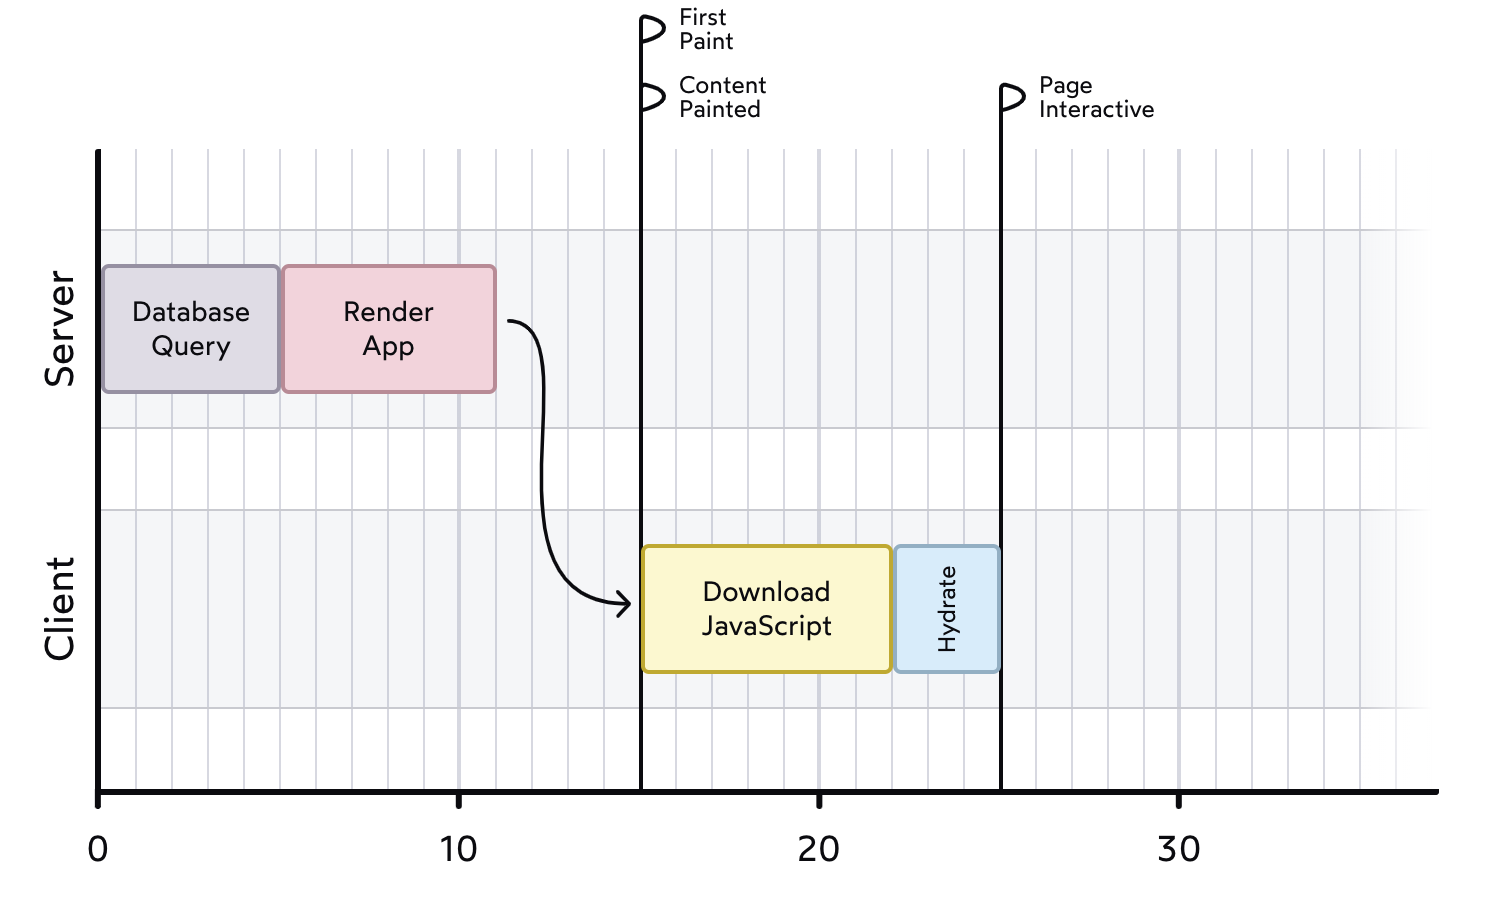 First
Paint
Content
Painted
Page
Interactive
Server
Database
Query
Render
App
Client
Download
JavaScript
Hydrate
0
10
20
30